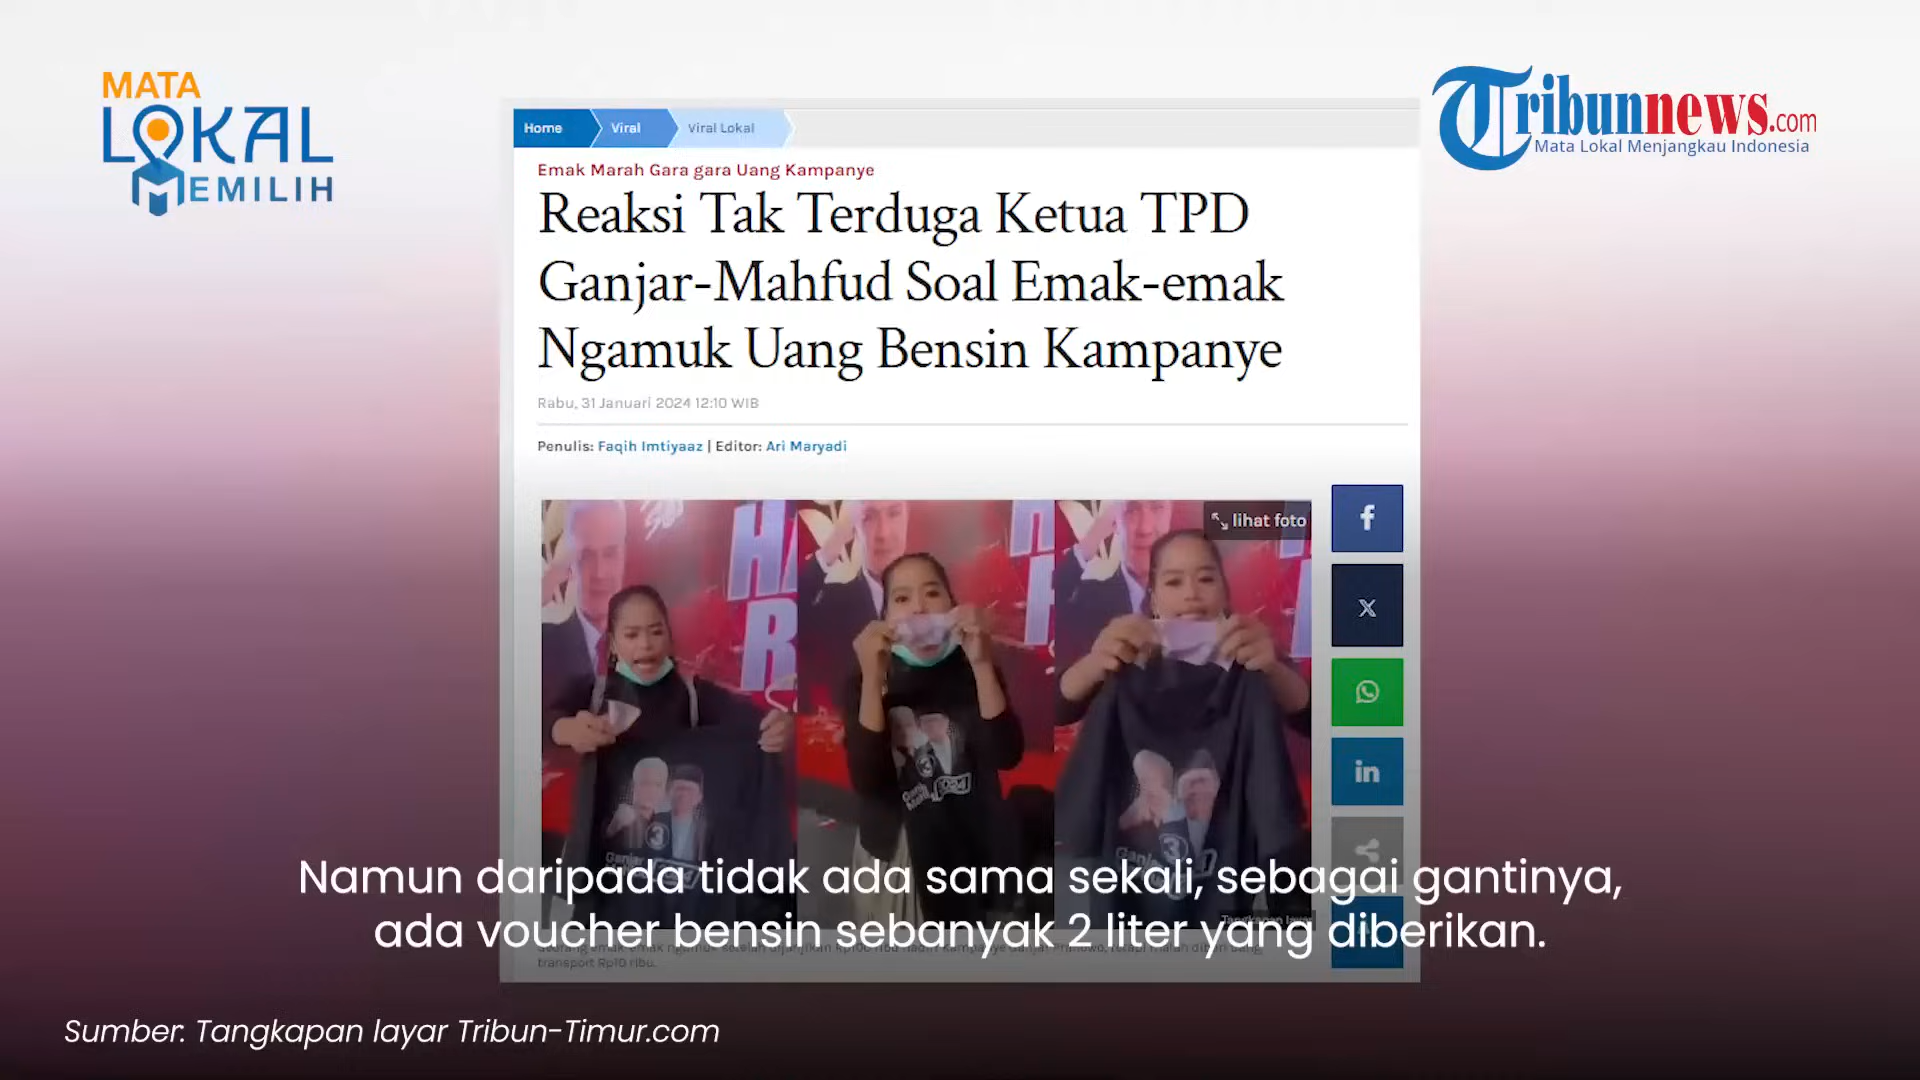 MATA
LOKAL
MEMILIH
Tribunnews.com
Mata Lokal Menjangkau Indonesia
Home
Viral
Viral Lokal
Emak Marah Gara gara Uang Kampanye
Reaksi Tak Terduga Ketua TPD
Ganjar-Mahfud Soal Emak-emak
Ngamuk Uang Bensin Kampanye
Rabu, 31 Januari 2024 12:10 WIB
Penulis: Faqih Imtiyaaz | Editor: Ari Maryadi
lihat foto
3
Namun daripada tidak ada sama sekali, sebagai gantinya,
ada voucher bensin sebanyak 2 liter yang diberikan.
transport Rp10 ribu.
Sumber: Tangkapan layar Tribun-Timur.com